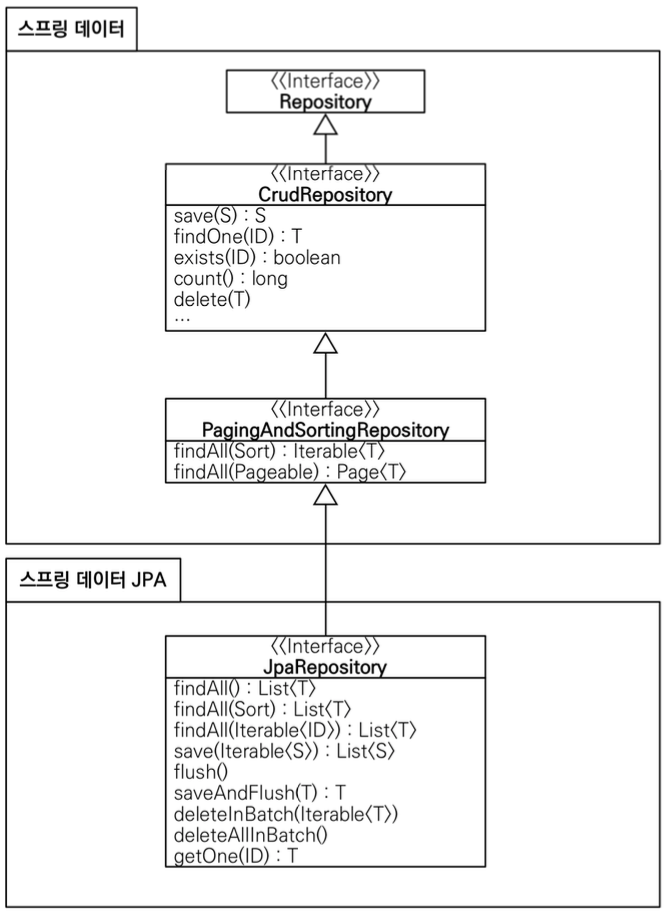 스프링 데이터
〈〈Interface〉〉
Repository
〈〈Interface〉〉
CrudRepository
save(S) : S
findOne(ID) : T
exists(ID) : boolean
count() : long
delete(T)
...
〈〈Interface〉〉
PagingAndSortingRepository
findAll(Sort) : Iterable〈T〉
findAll(Pageable) : Page〈T〉
스프링 데이터 JPA
〈〈Interface〉〉
JpaRepository
findAll() : List〈T〉
findAll(Sort) : List〈T〉
findAll(Iterable〈ID〉) : List〈T〉
save(Iterable〈S〉) : List〈S〉
flush()
saveAndFlush(T) : T
deleteInBatch(Iterable〈T〉)
deleteAllInBatch()
getOne(ID) : T